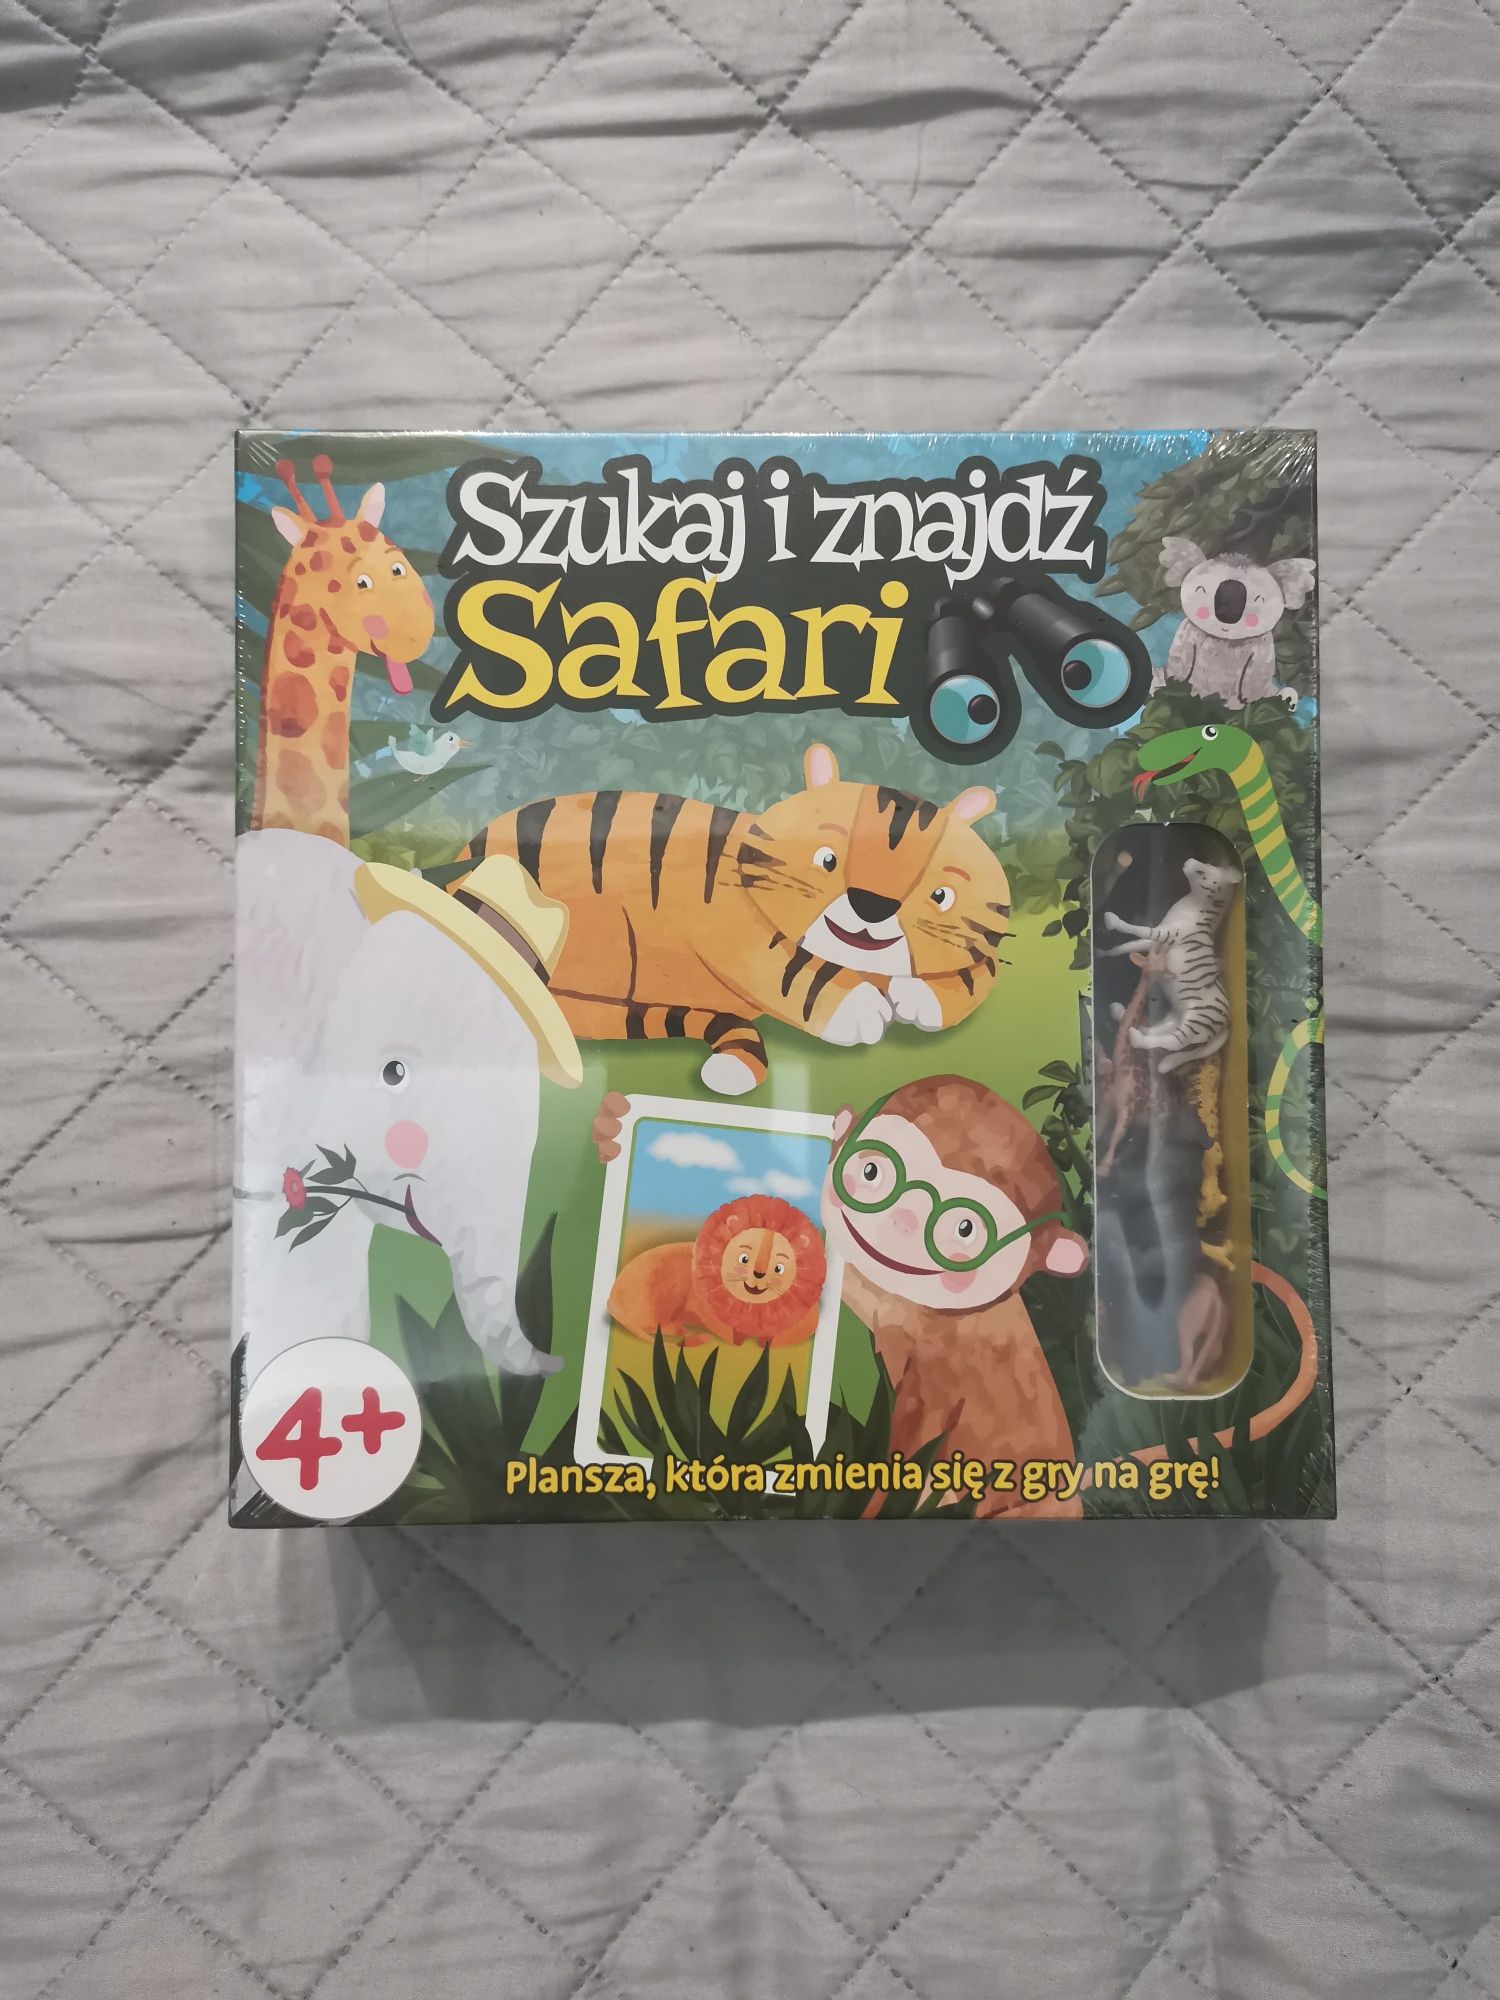 Szukaj i znajdź
Safari
4+
Plansza, która zmienia się z gry na grę!